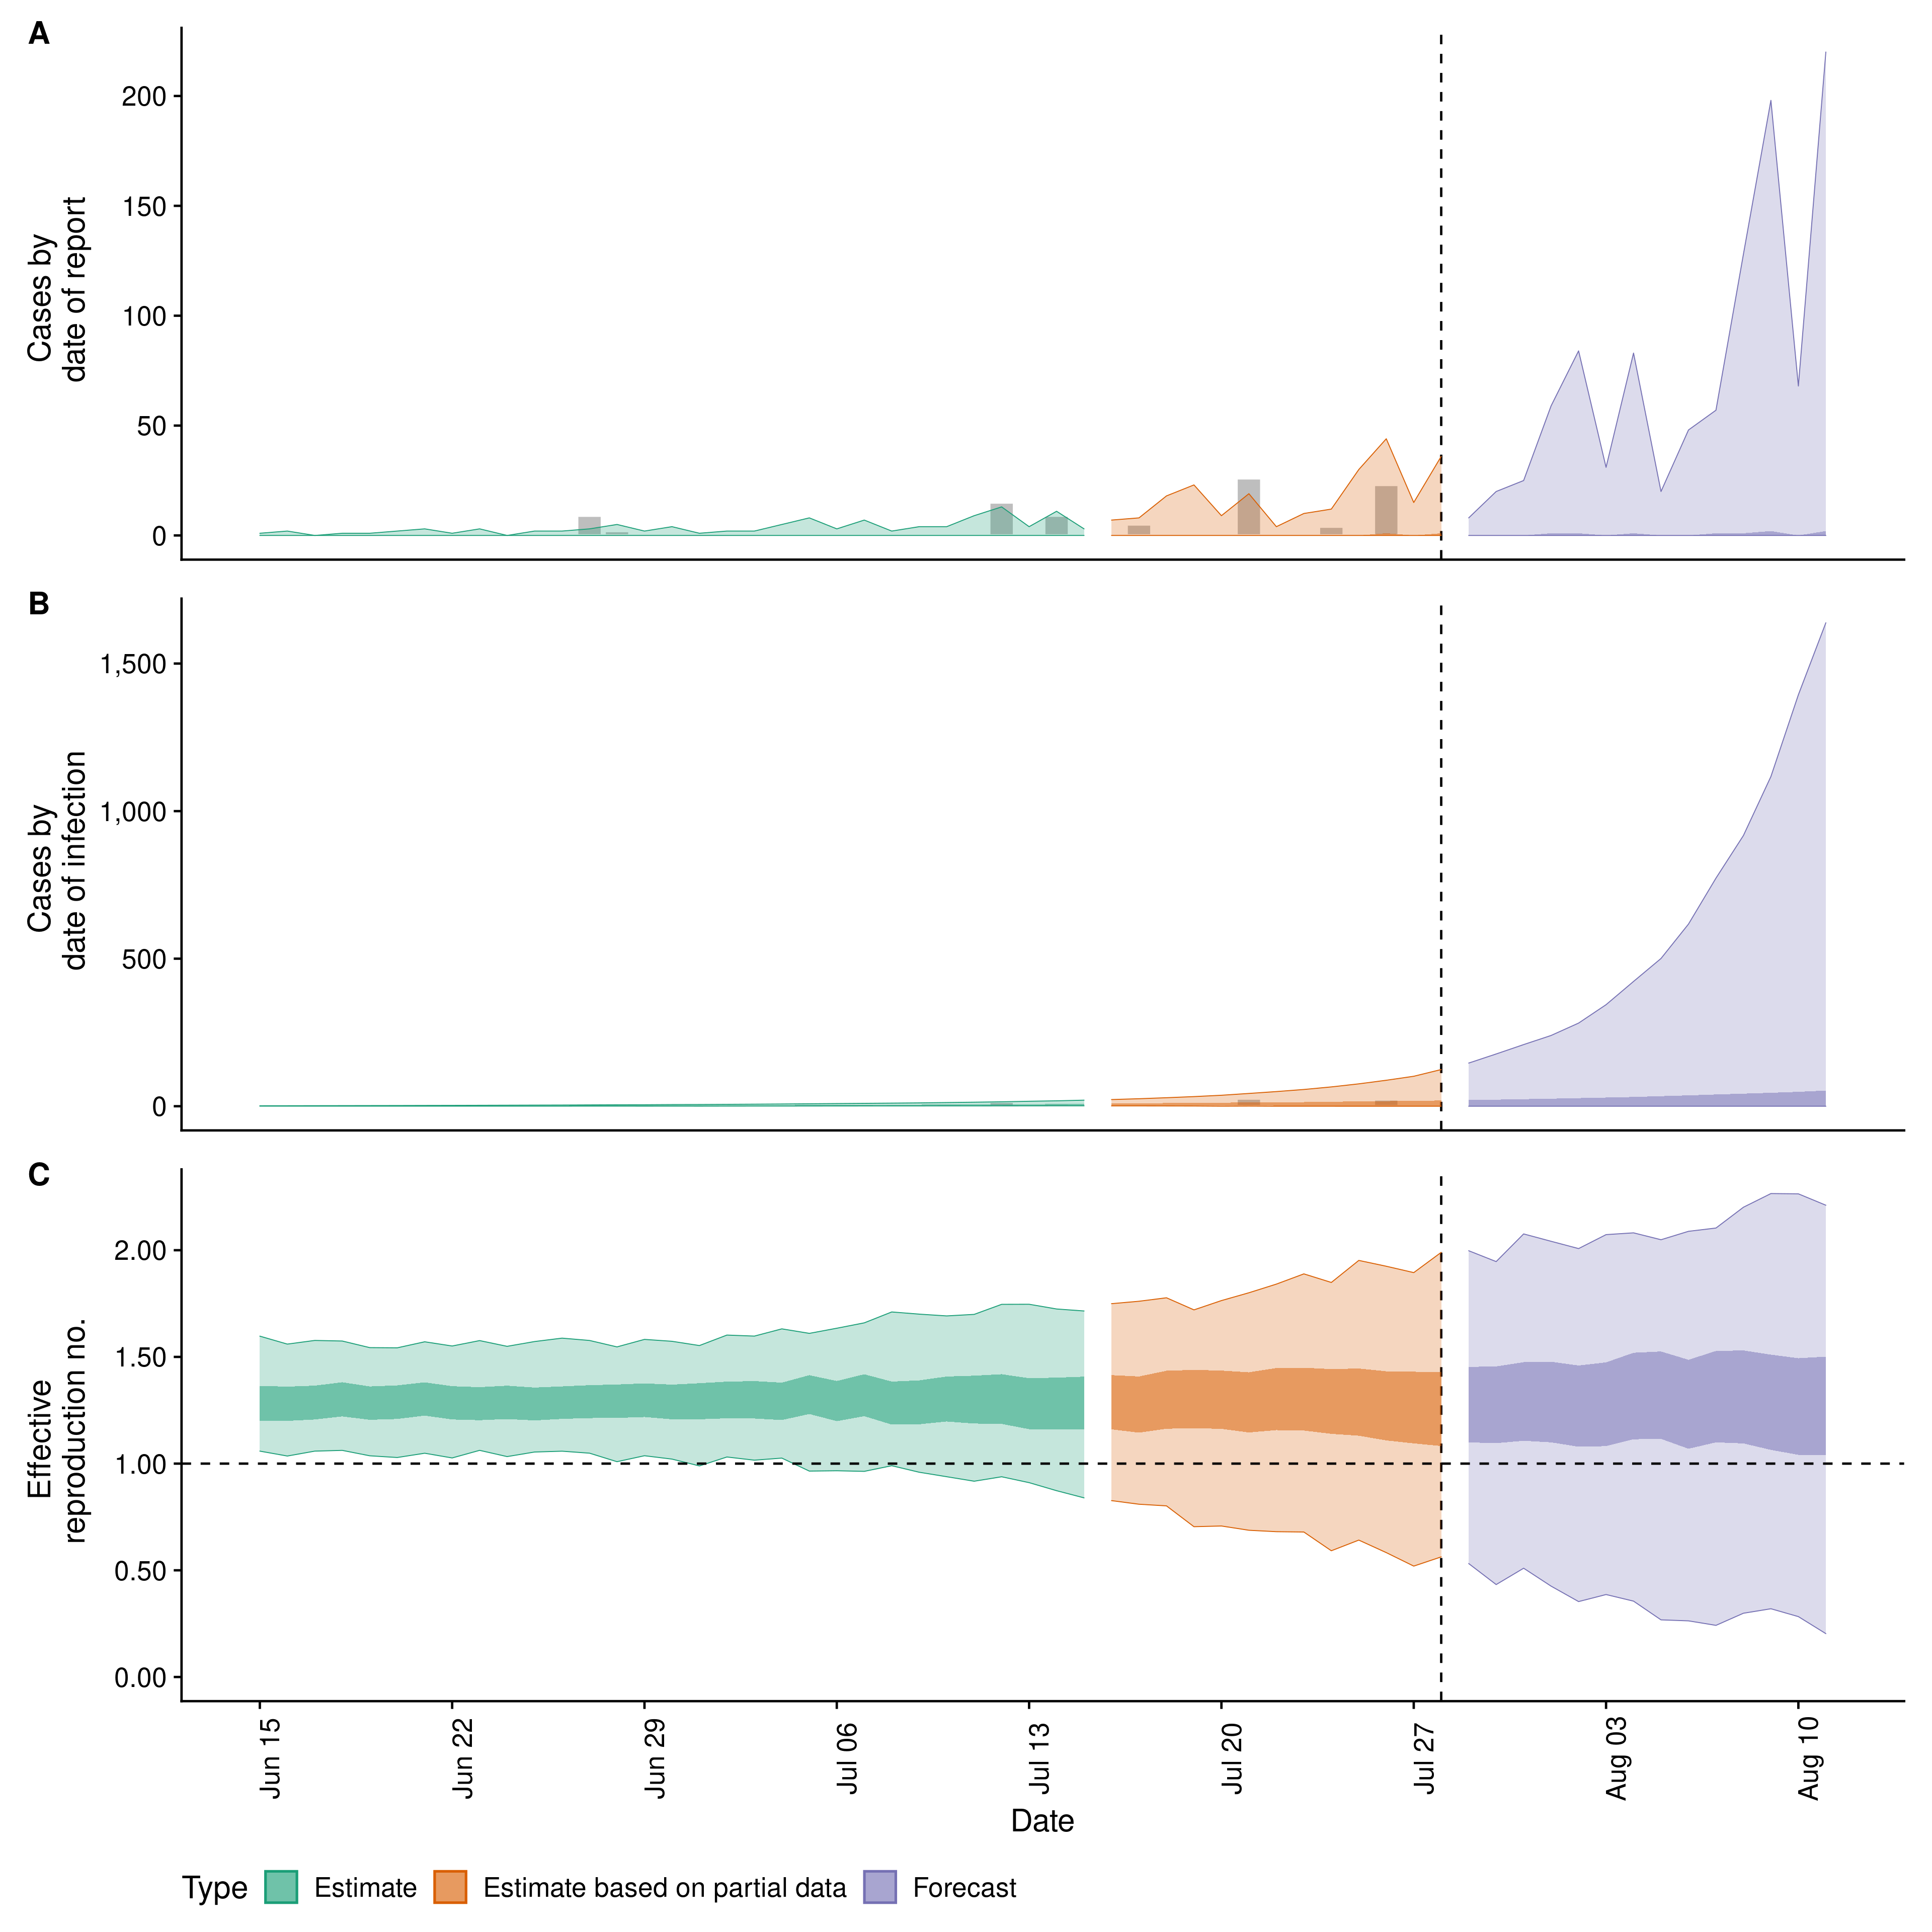 A
200
150
100
50
0
Cases by
date of report
B
1,500
1,000
500
0
Cases by
date of infection
C
2.00
1.50
1.00
0.50
0.00
Effective
reproduction no.
Jun 15
Jun 22
Jun 29
Jul 06
Jul 13
Jul 20
Jul 27
Aug 03
Aug 10
Date
Type Estimate Estimate based on partial data Forecast